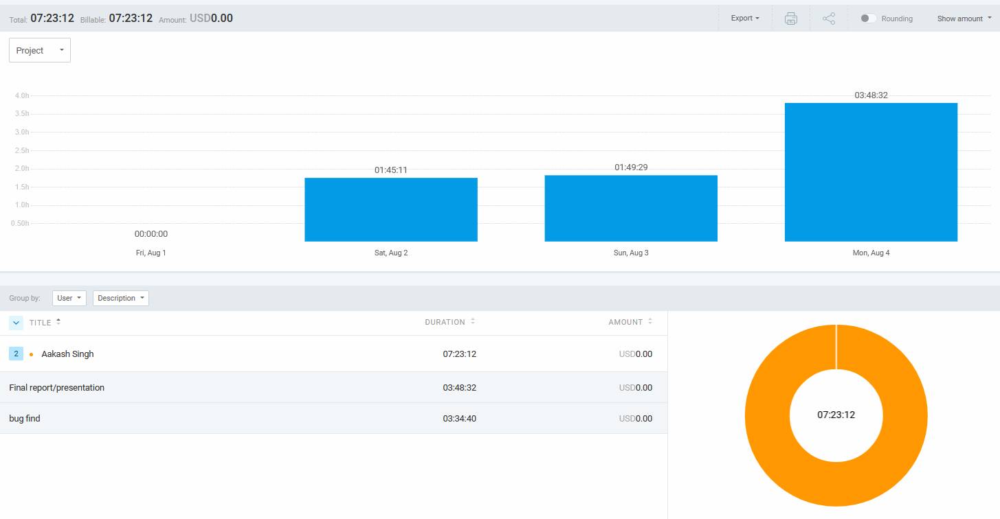 Total: 07:23:12 Billable: 07:23:12 Amount: USD0.00 Export Rounding Show amount
Project
4.0h
3.5h
3.0h
2.5h
2.0h
1.5h
1.0h
0.50h
00:00:00 01:45:11 01:49:29 03:48:32
Fri, Aug 1 Sat, Aug 2 Sun, Aug 3 Mon, Aug 4
Group by: User Description
TITLE DURATION AMOUNT
2 Aakash Singh 07:23:12 USD0.00
Final report/presentation 03:48:32 USD0.00
bug find 03:34:40 USD0.00
07:23:12